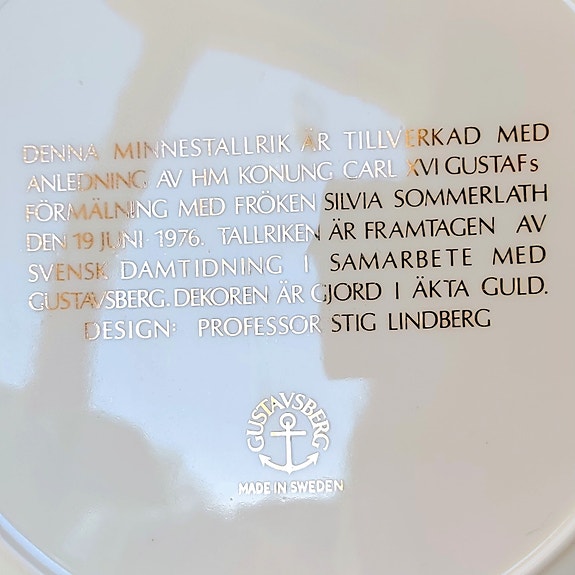 DENNA MINNESTALLRIK ÄR TILLVERKAD MED
ANLEDNING AV HM KONUNG CARL XVI GUSTAFs
FÖRMÄLNING MED FRÖKEN SILVIA SOMMERLATH
DEN 19 JUNI 1976. TALLRIKEN ÄR FRAMTAGEN AV
SVENSK DAMTIDNING I SAMARBETE MED
GUSTAVSBERG. DEKOREN ÄR GJORD I ÄKTA GULD.
DESIGN: PROFESSOR STIG LINDBERG
GUSTAVSBERG
MADE IN SWEDEN